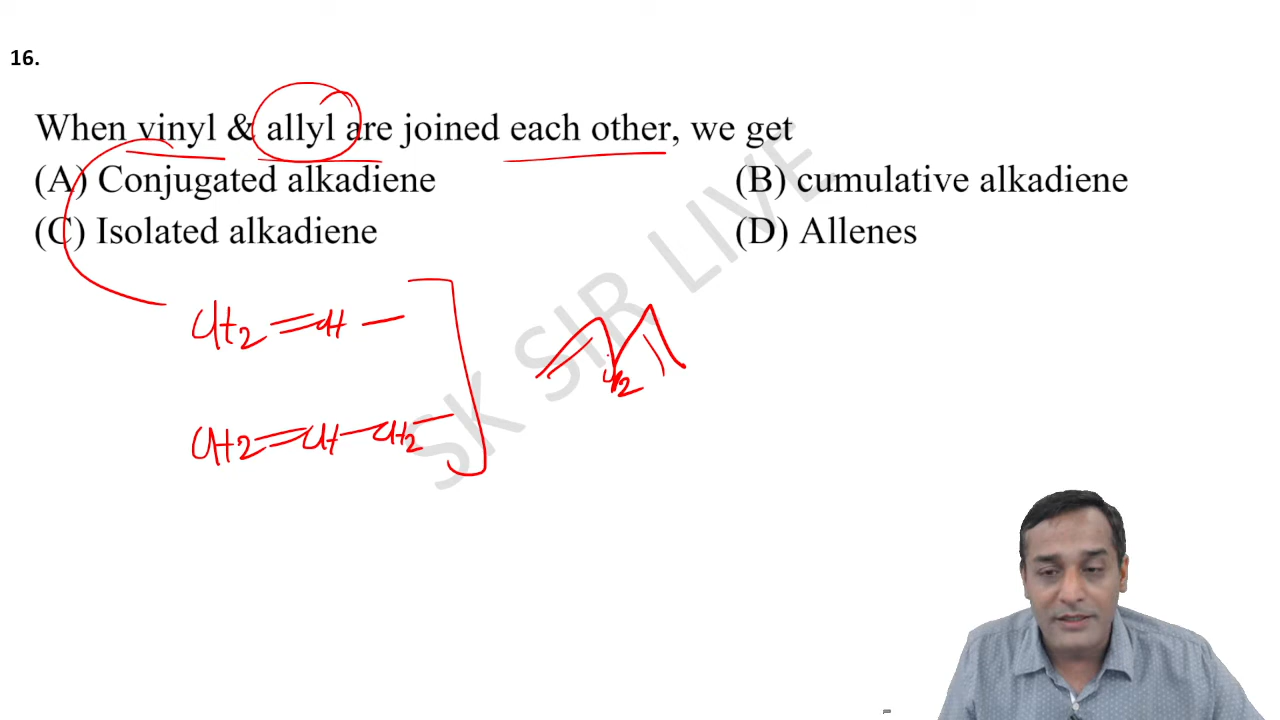 16.
When vinyl & allyl are joined each other, we get
(A) Conjugated alkadiene (B) cumulative alkadiene
(C) Isolated alkadiene (D) Allenes
CH2=CH-
CH2=CH-CH2-
SK SIR LIVE